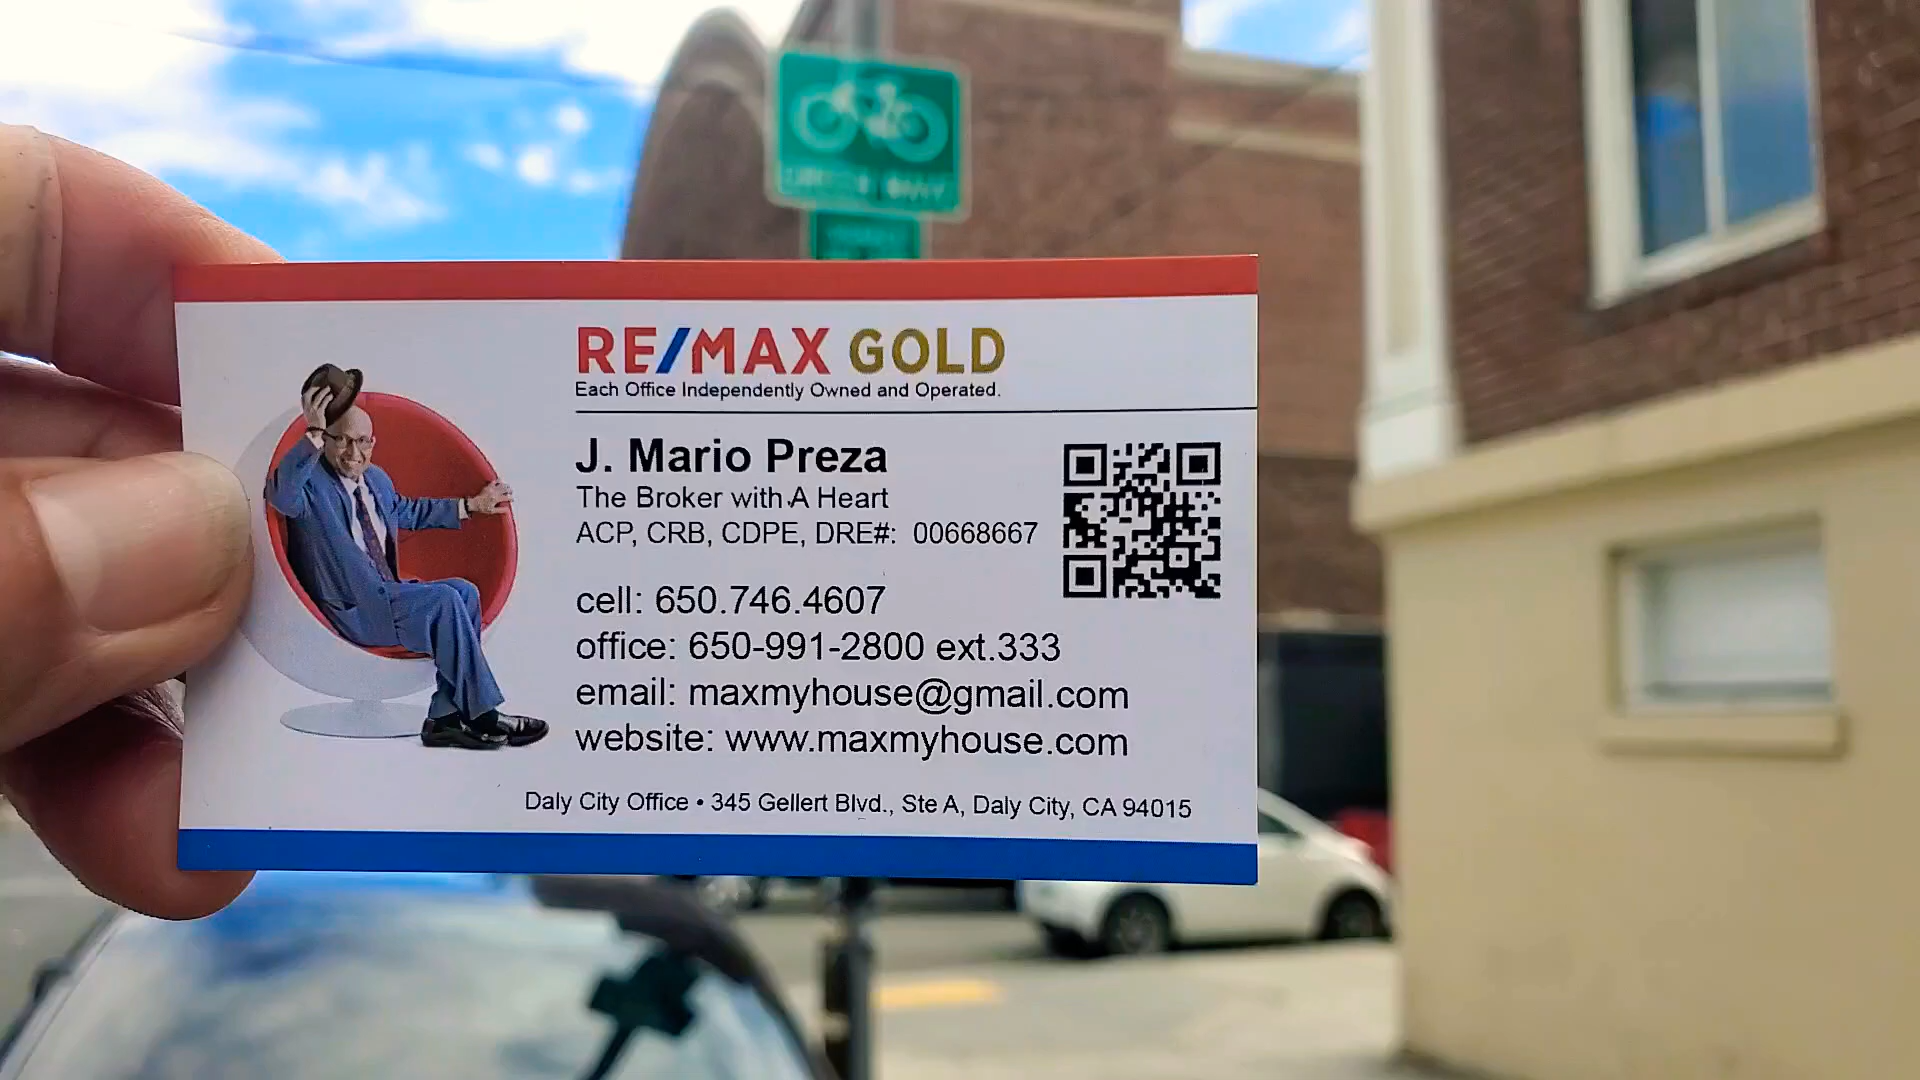 RE/MAX GOLD
Each Office Independently Owned and Operated.
J. Mario Preza
The Broker with A Heart
ACP, CRB, CDPE, DRE#: 00668667
cell: 650.746.4607
office: 650-991-2800 ext.333
email: maxmyhouse@gmail.com
website: www.maxmyhouse.com
Daly City Office • 345 Gellert Blvd., Ste A, Daly City, CA 94015